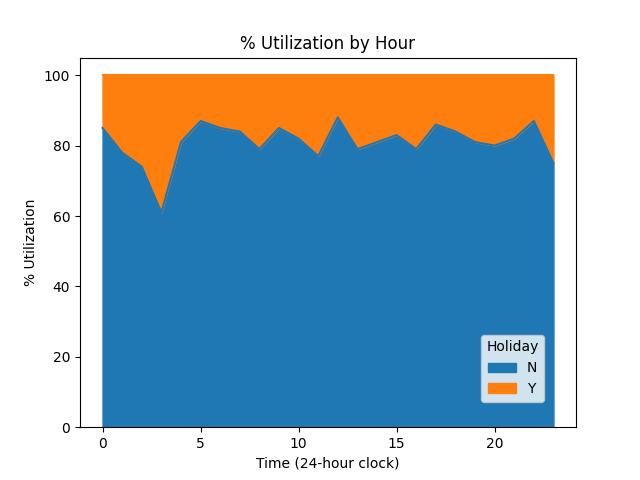 % Utilization by Hour
100
80
60
40
20
0
% Utilization
Holiday
N
Y
0 5 10 15 20
Time (24-hour clock)